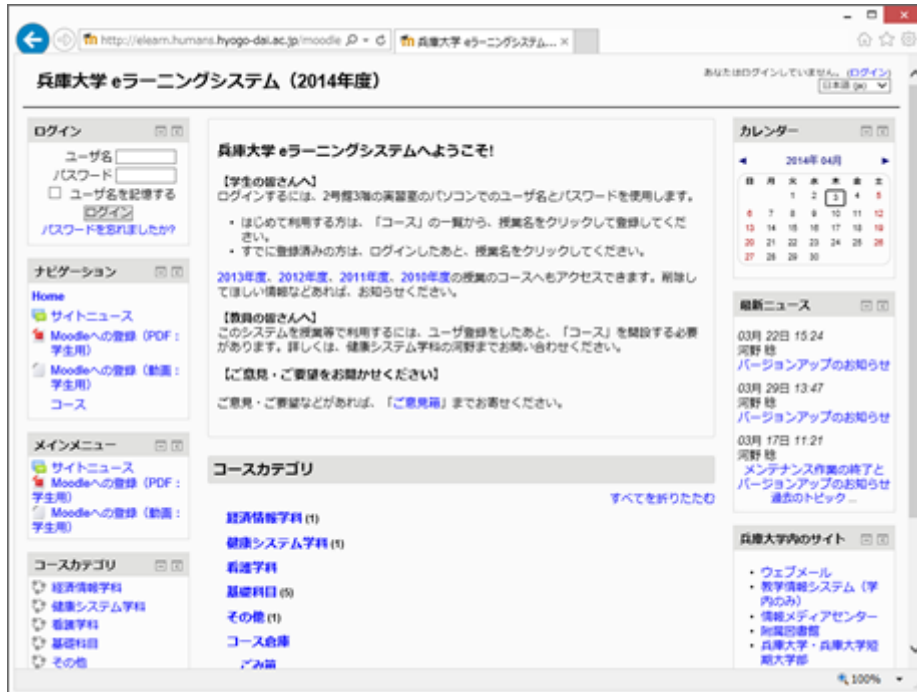 http://elearn.humans.hyogo-dai.ac.jp/moodle
兵庫大学 eラーニングシステム...
兵庫大学 eラーニングシステム（2014年度）
あなたはログインしていません。(ログイン)
日本語 (ja)
ログイン
ユーザ名
パスワード
ユーザ名を記憶する
ログイン
パスワードを忘れましたか?
ナビゲーション
Home
サイトニュース
Moodleへの登録（PDF：
学生用）
Moodleへの登録（動画：
学生用）
コース
メインメニュー
サイトニュース
Moodleへの登録（PDF：
学生用）
Moodleへの登録（動画：
学生用）
コースカテゴリ
経済情報学科
健康システム学科
看護学科
基礎科目
その他
兵庫大学 eラーニングシステムへようこそ!
【学生の皆さんへ】
ログインするには、2号館3階の実習室のパソコンでのユーザ名とパスワードを使用します。
・ はじめて利用する方は、「コース」の一覧から、授業名をクリックして登録してくだ
さい。
・ すでに登録済みの方は、ログインしたあと、授業名をクリックしてください。
2013年度、2012年度、2011年度、2010年度の授業のコースへもアクセスできます。削除し
てほしい情報などあれば、お知らせください。
【教員の皆さんへ】
このシステムを授業等で利用するには、ユーザ登録をしたあと、「コース」を開設する必要
があります。詳しくは、健康システム学科の河野までお問い合わせください。
【ご意見・ご要望をお聞かせください】
ご意見・ご要望などがあれば、「ご意見箱」までお寄せください。
コースカテゴリ
すべてを折りたたむ
経済情報学科 (1)
健康システム学科 (1)
看護学科
基礎科目 (5)
その他 (1)
コース倉庫
ごみ箱
カレンダー
2014年 04月
日 月 火 水 木 金 土
1 2 3 4 5
6 7 8 9 10 11 12
13 14 15 16 17 18 19
20 21 22 23 24 25 26
27 28 29 30
最新ニュース
03月 22日 15:24
河野 稔
バージョンアップのお知らせ
03月 29日 13:47
河野 稔
バージョンアップのお知らせ
03月 17日 11:21
河野 稔
メンテナンス作業の終了と
バージョンアップのお知らせ
過去のトピック ...
兵庫大学内のサイト
・ ウェブメール
・ 教学情報システム（学
内のみ）
・ 情報メディアセンター
・ 附属図書館
・ 兵庫大学・兵庫大学短
期大学部
100%